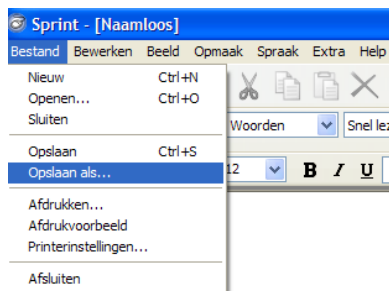 Sprint - [Naamloos]
Bestand Bewerken Beeld Opmaak Spraak Extra Help
Nieuw Ctrl+N
Openen... Ctrl+O
Sluiten
Woorden Snel lez
Opslaan Ctrl+S
Opslaan als... 12 B I U
Afdrukken...
Afdrukvoorbeeld
Printerinstellingen...
Afsluiten